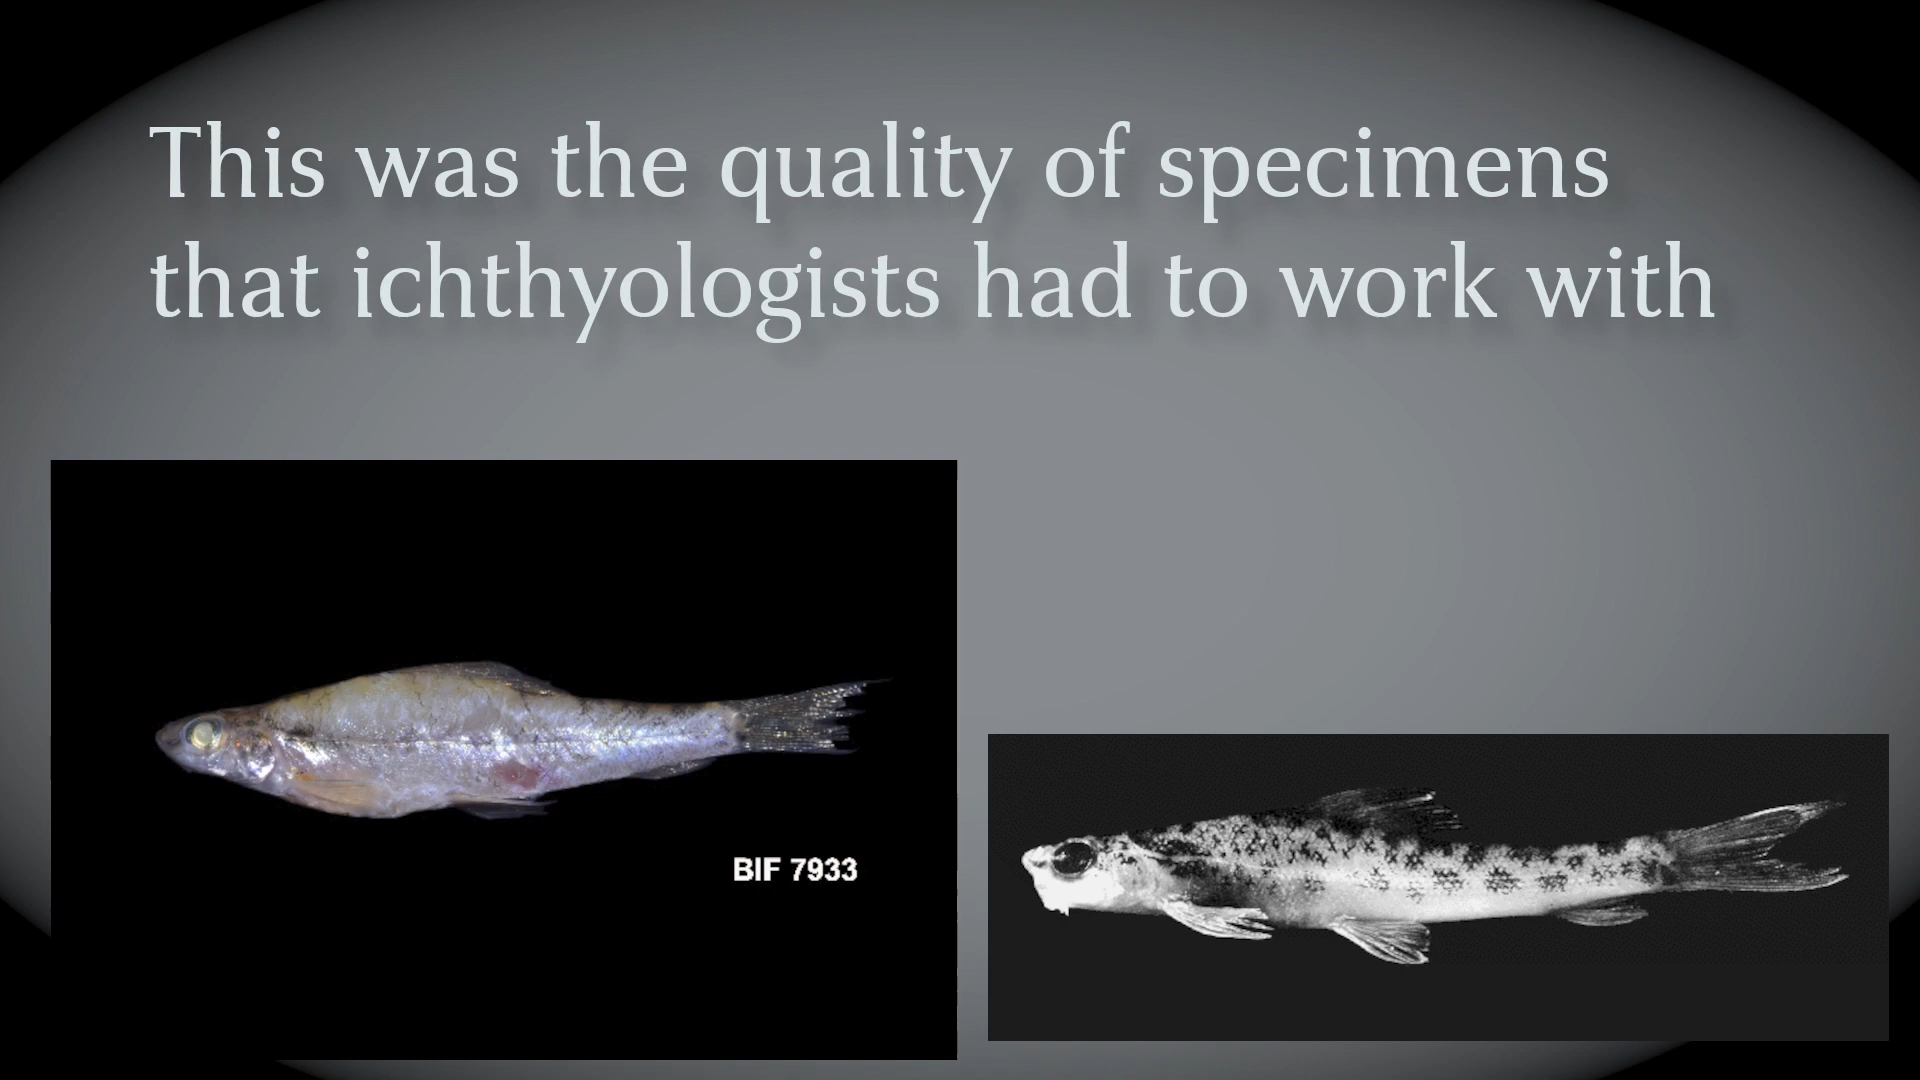 This was the quality of specimens
that ichthyologists had to work with
BIF 7933